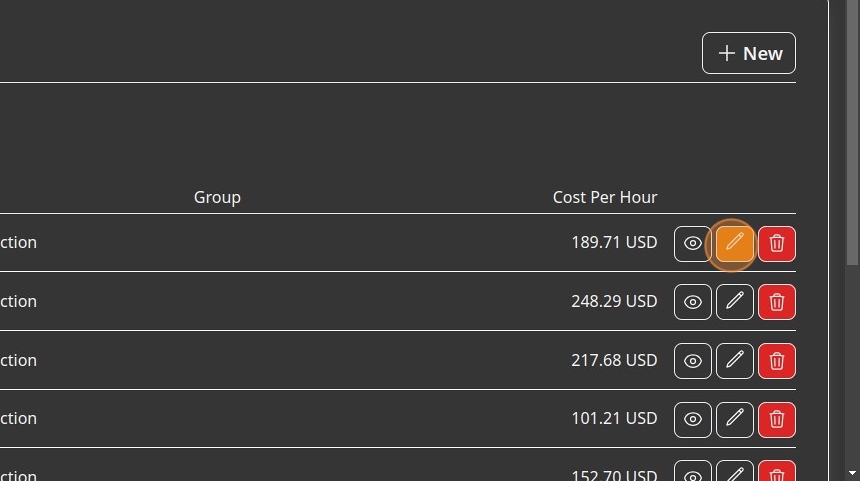 New
Group Cost Per Hour
ction 189.71 USD
ction 248.29 USD
ction 217.68 USD
ction 101.21 USD
ction 152.70 USD